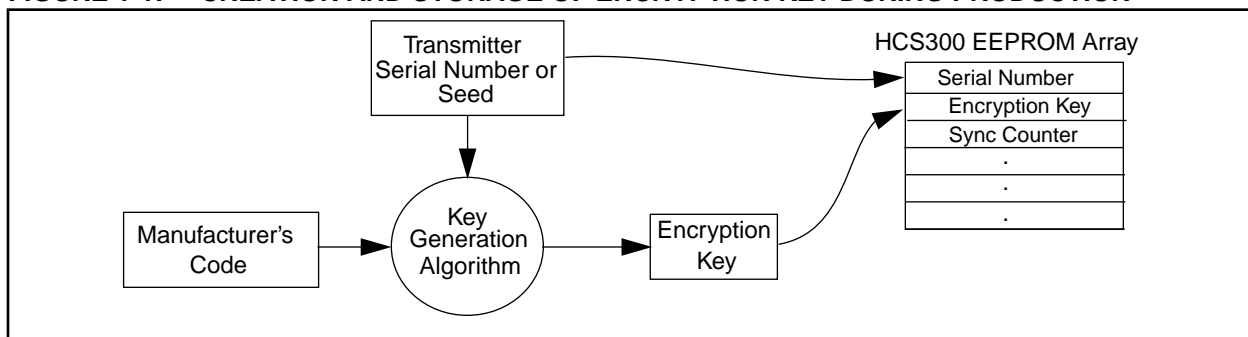 Transmitter
Serial Number or
Seed
HCS300 EEPROM Array
Serial Number
Encryption Key
Sync Counter
.
.
.
Manufacturer's
Code
Key
Generation
Algorithm
Encryption
Key